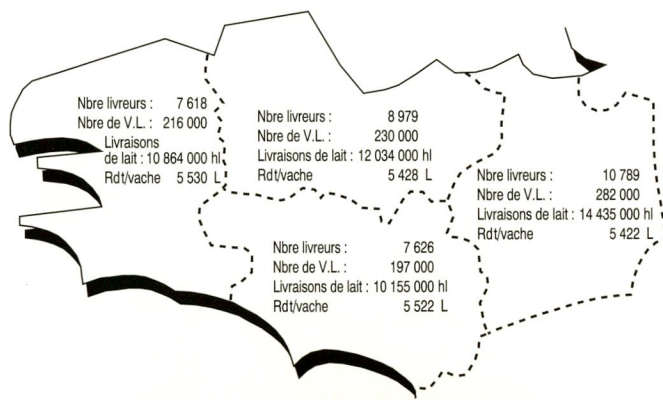 Nbre livreurs : 7 618
Nbre de V.L. : 216 000
Livraisons
de lait : 10 864 000 hl
Rdt/vache 5 530 L
Nbre livreurs : 8 979
Nbre de V.L. : 230 000
Livraisons de lait : 12 034 000 hl
Rdt/vache 5 428 L
Nbre livreurs : 10 789
Nbre de V.L. : 282 000
Livraisons de lait : 14 435 000 hl
Rdt/vache 5 422 L
Nbre livreurs : 7 626
Nbre de V.L. : 197 000
Livraisons de lait : 10 155 000 hl
Rdt/vache 5 522 L